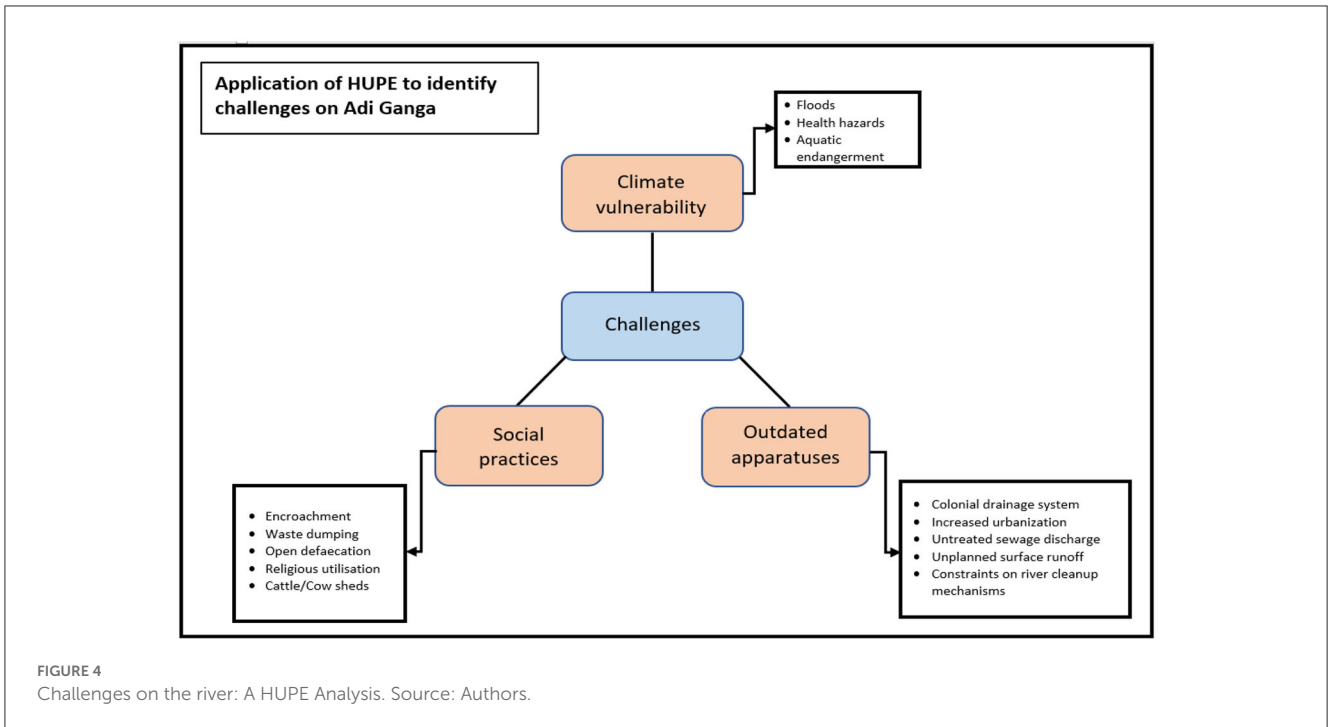 Application of HUPE to identify
challenges on Adi Ganga
• Floods
• Health hazards
• Aquatic
endangerment
Climate
vulnerability
Challenges
Social
practices
Outdated
apparatuses
• Encroachment
• Waste dumping
• Open defaecation
• Religious utilisation
• Cattle/Cow sheds
• Colonial drainage system
• Increased urbanization
• Untreated sewage discharge
• Unplanned surface runoff
• Constraints on river cleanup
mechanisms
FIGURE 4
Challenges on the river: A HUPE Analysis. Source: Authors.